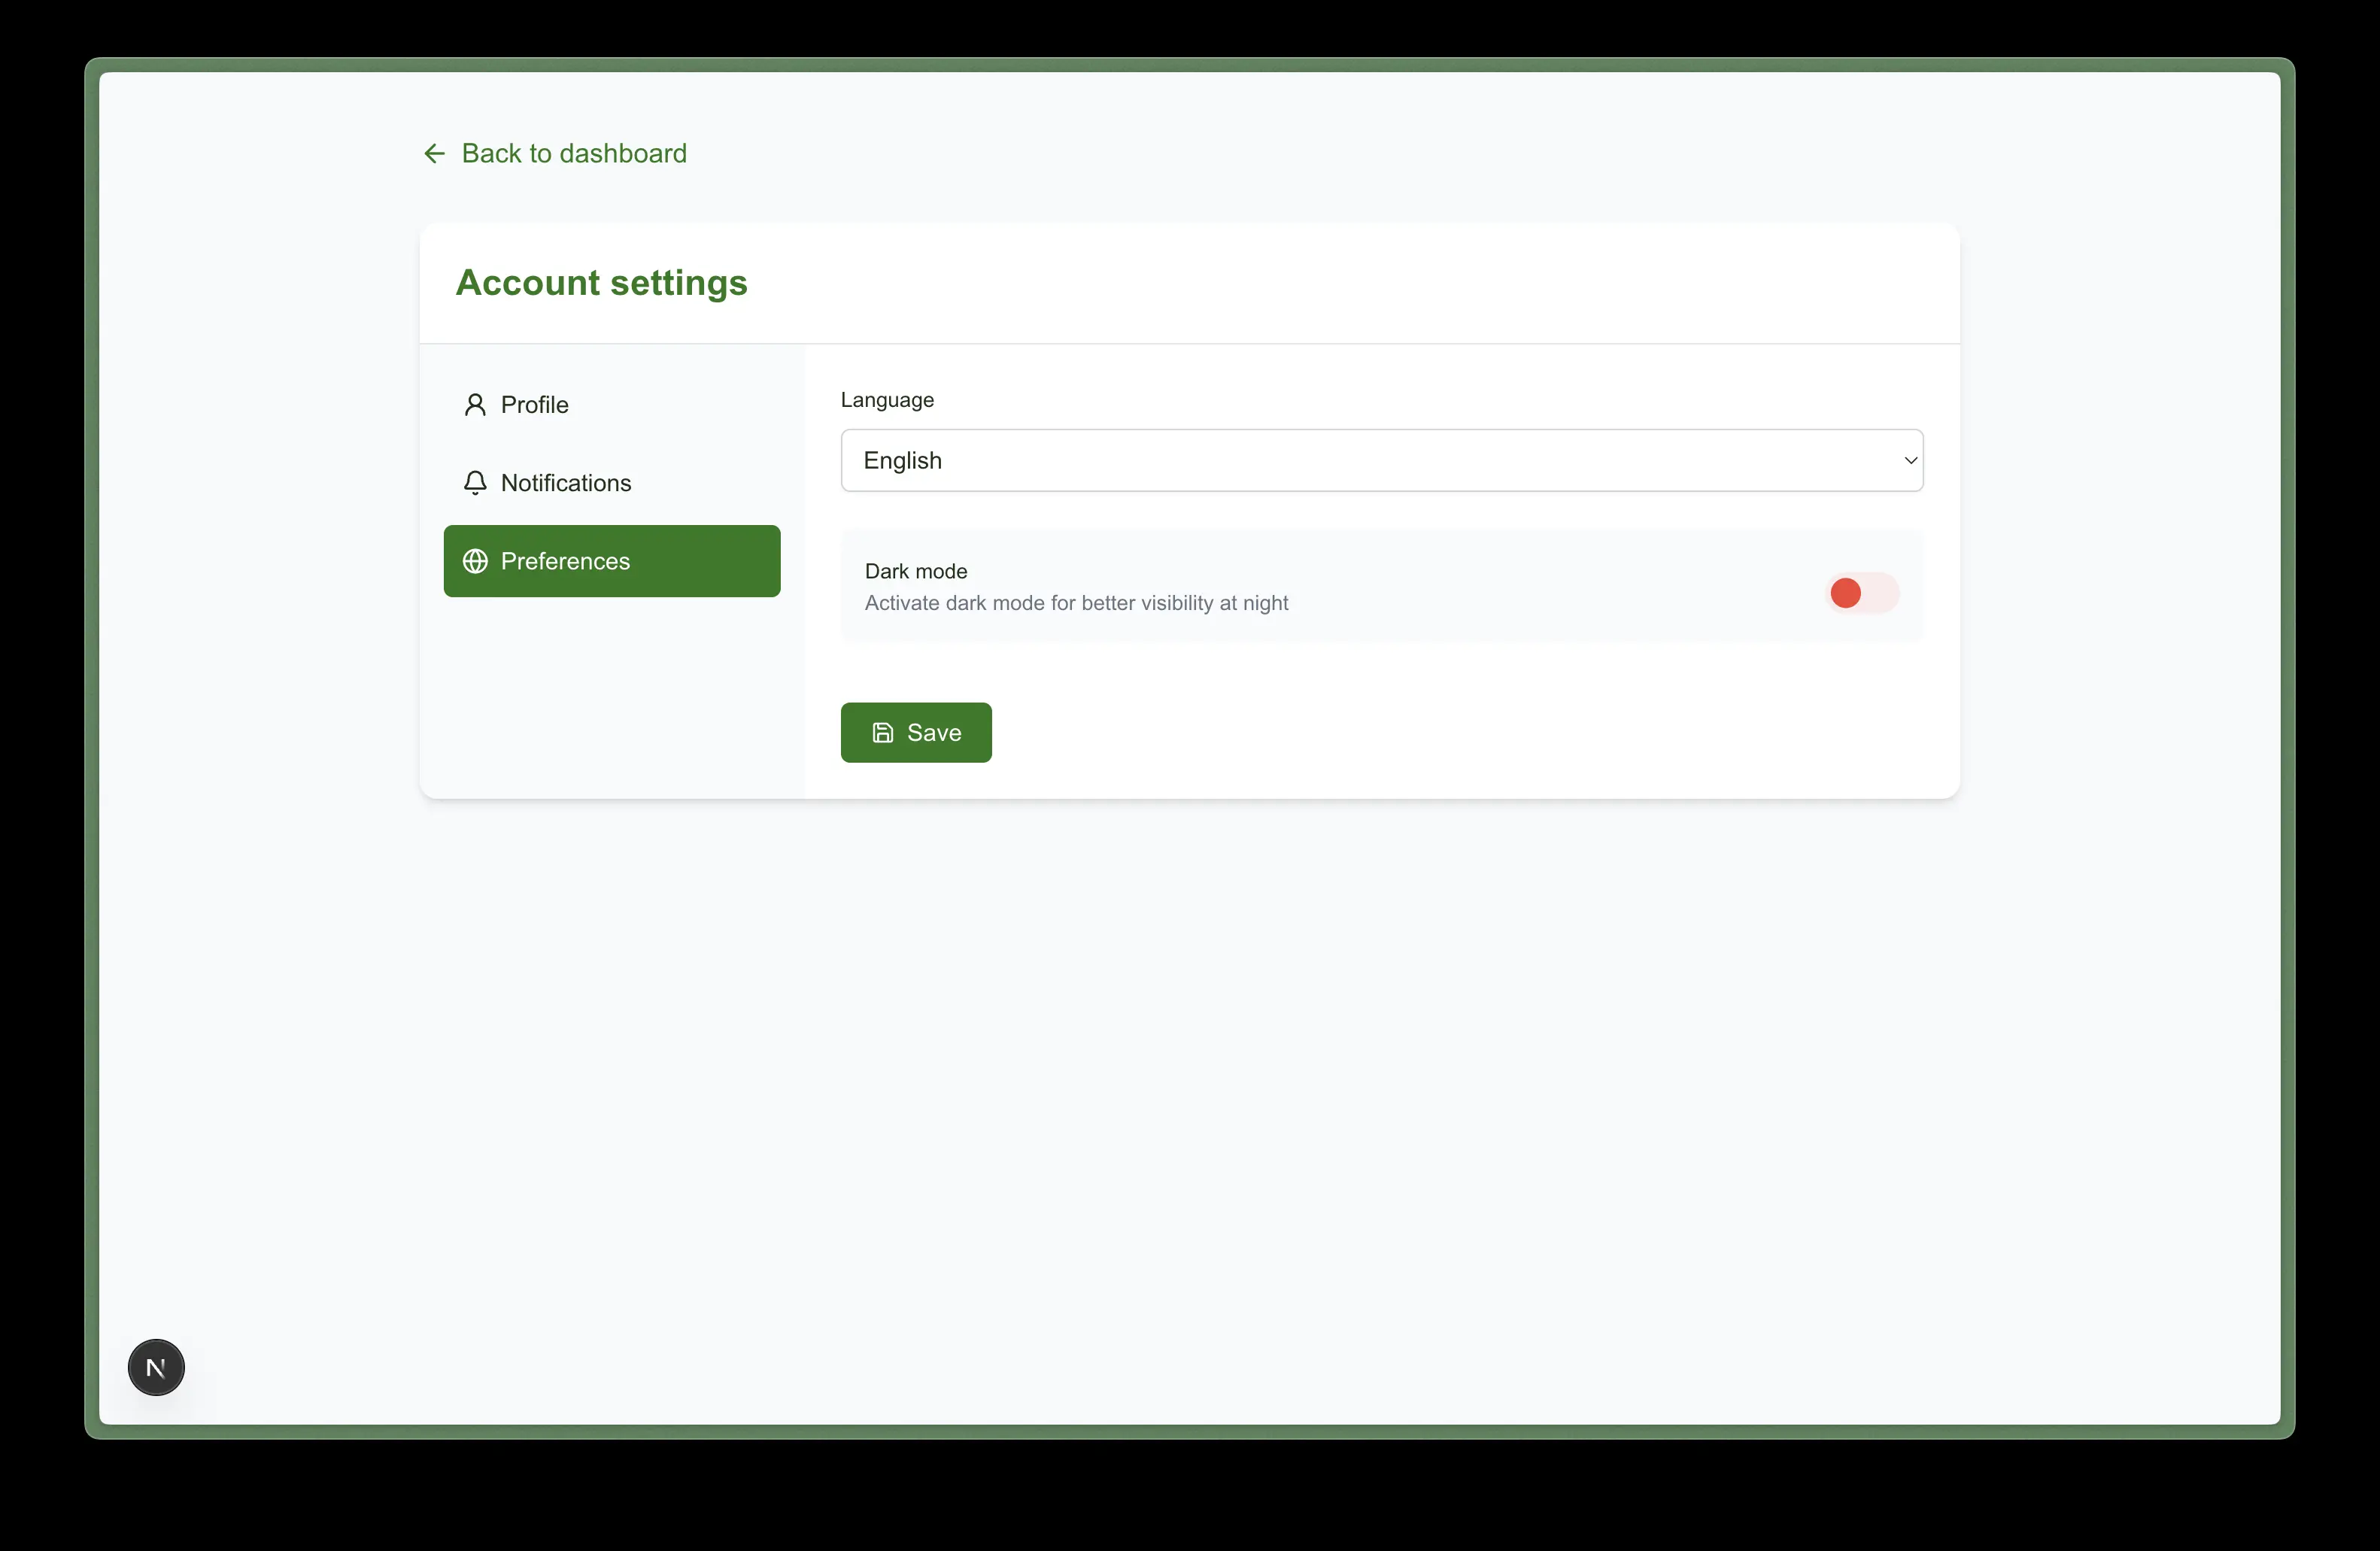 Back to dashboard
Account settings
Profile
Notifications
Preferences
Language
English
Dark mode
Activate dark mode for better visibility at night
Save
N